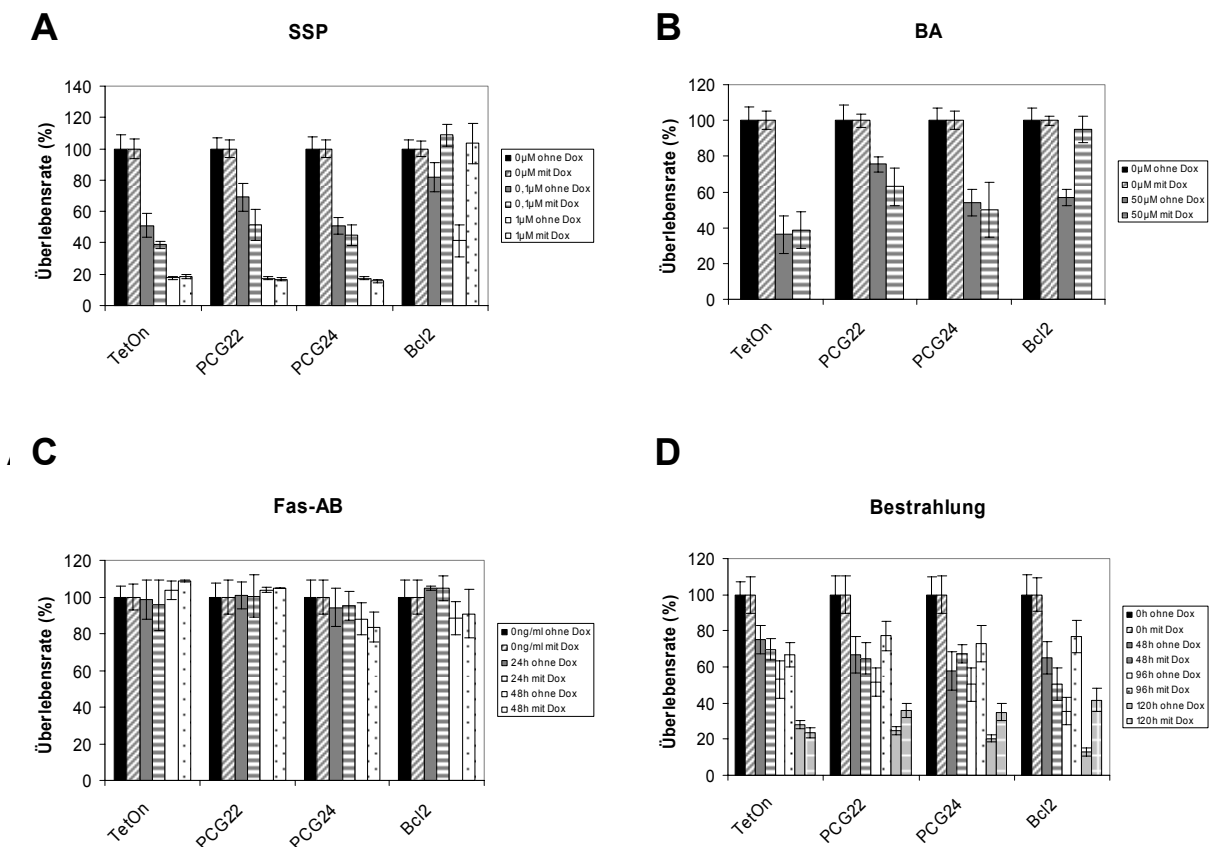 A
SSP
Überlebensrate (%)
140
120
100
80
60
40
20
0
TetOn
PCG22
PCG24
Bcl2
0µM ohne Dox
0µM mit Dox
0,1µM ohne Dox
0,1µM mit Dox
1µM ohne Dox
1µM mit Dox
B
BA
Überlebensrate (%)
120
100
80
60
40
20
0
TetOn
PCG22
PCG24
Bcl2
0µM ohne Dox
0µM mit Dox
50µM ohne Dox
50µM mit Dox
C
Fas-AB
Überlebensrate (%)
120
100
80
60
40
20
0
TetOn
PCG22
PCG24
Bcl2
0ng/ml ohne Dox
0ng/ml mit Dox
24h ohne Dox
24h mit Dox
48h ohne Dox
48h mit Dox
D
Bestrahlung
Überlebensrate (%)
120
100
80
60
40
20
0
TetOn
PCG22
PCG24
Bcl2
0h ohne Dox
0h mit Dox
48h ohne Dox
48h mit Dox
96h ohne Dox
96h mit Dox
120h ohne Dox
120h mit Dox